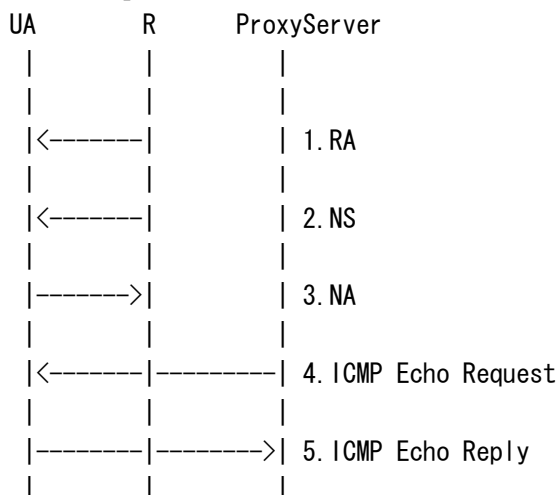 UA R ProxyServer
| | |
| | |
|<-------| | 1.RA
| | |
|<-------| | 2.NS
| | |
|------->| | 3.NA
| | |
|<-------|--------| 4.ICMP Echo Request
| | |
|--------|------->| 5.ICMP Echo Reply
| | |